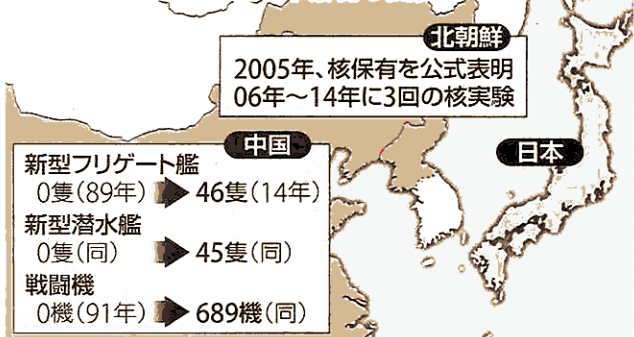 北朝鮮
2005年、核保有を公式表明
06年～14年に3回の核実験
中国
新型フリゲート艦
0隻(89年) 46隻(14年)
新型潜水艦
0隻(同) 45隻(同)
戦闘機
0機(91年) 689機(同)
日本